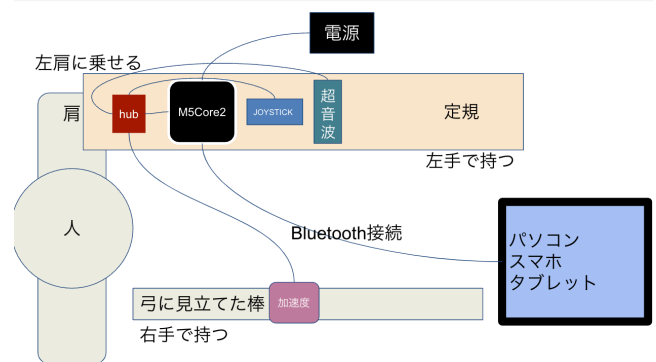 電源
左肩に乗せる
肩
hub
M5Core2
JOYSTICK
超音波
定規
左手で持つ
人
Bluetooth接続
パソコン
スマホ
タブレット
弓に見立てた棒
加速度
右手で持つ